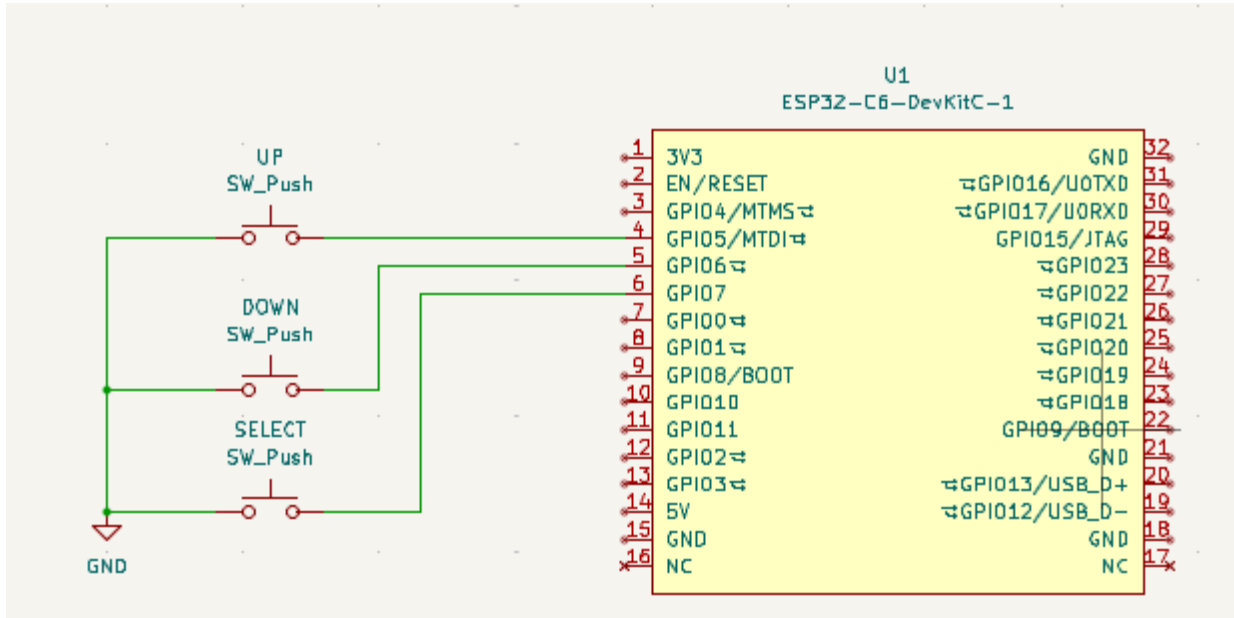 U1
ESP32-C6-DevKitC-1
UP
SW_Push
DOWN
SW_Push
SELECT
SW_Push
GND
1 3V3
2 EN/RESET
3 GPIO4/MTMS
4 GPIO5/MTDI
5 GPIO6
6 GPIO7
7 GPIO0
8 GPIO1
9 GPIO8/BOOT
10 GPIO10
11 GPIO11
12 GPIO2
13 GPIO3
14 5V
15 GND
16 NC
GND 32
GPIO16/U0TXD 31
GPIO17/U0RXD 30
GPIO15/JTAG 29
GPIO23 28
GPIO22 27
GPIO21 26
GPIO20 25
GPIO19 24
GPIO18 23
GPIO9/BOOT 22
GND 21
GPIO13/USB_D+ 20
GPIO12/USB_D- 19
GND 18
NC 17